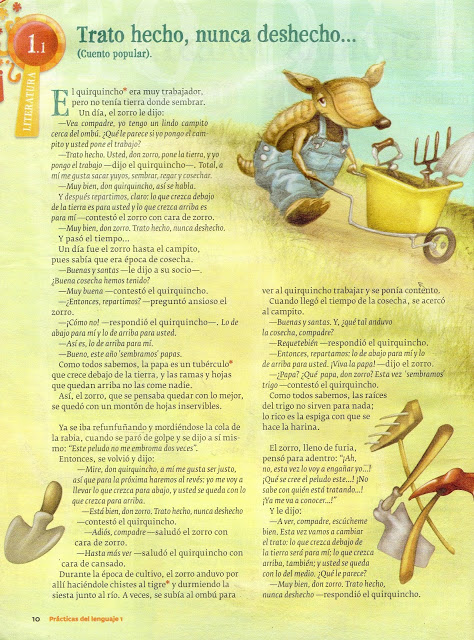 1.1
LITERATURA
Trato hecho, nunca deshecho...
(Cuento popular).
El quirquincho* era muy trabajador,
pero no tenía tierra donde sembrar.
Un día, el zorro le dijo:
—Vea compadre, yo tengo un lindo campito
cerca del ombú. ¿Qué le parece si yo pongo el cam-
pito y usted pone el trabajo?
—Trato hecho. Usted, don zorro, pone la tierra, y yo
pongo el trabajo —dijo el quirquincho—. Total, a
mí me gusta sacar yuyos, sembrar, regar y cosechar.
—Muy bien, don quirquincho, así se habla.
Y después repartimos, claro: lo que crezca debajo
de la tierra es para usted y lo que crezca arriba es
para mí —contestó el zorro con cara de zorro.
—Muy bien, don zorro. Trato hecho, nunca deshecho.
Y pasó el tiempo...
Un día fue el zorro hasta el campito,
pues sabía que era época de cosecha.
—Buenas y santas —le dijo a su socio—.
¿Buena cosecha hemos tenido?
—Muy buena —contestó el quirquincho.
—¿Entonces, repartimos? —preguntó ansioso el
zorro.
—¡Cómo no! —respondió el quirquincho—. Lo de
abajo para mí y lo de arriba para usted.
—Así es, lo de arriba para mí.
—Bueno, este año 'sembramos' papas.
Como todos sabemos, la papa es un tubérculo*
que crece debajo de la tierra, y las ramas y hojas
que quedan arriba no las come nadie.
Así, el zorro, que se pensaba quedar con lo mejor,
se quedó con un montón de hojas inservibles.
Ya se iba refunfuñando y mordiéndose la cola de
la rabia, cuando se paró de golpe y se dijo a sí mis-
mo: "Este peludo no me embroma dos veces".
Entonces, se volvió y dijo:
—Mire, don quirquincho, a mí me gusta ser justo,
así que para la próxima haremos al revés: yo me voy a
llevar lo que crezca para abajo, y usted se queda con lo
que crezca para arriba.
—Está bien, don zorro. Trato hecho, nunca deshecho
—contestó el quirquincho.
—Adiós, compadre —saludó el zorro con
cara de zorro.
—Hasta más ver —saludó el quirquincho con
cara de cansado.
Durante la época de cultivo, el zorro anduvo por
allí haciéndole chistes al tigre* y durmiendo la
siesta junto al río. A veces, se subía al ombú para
ver al quirquincho trabajar y se ponía contento.
Cuando llegó el tiempo de la cosecha, se acercó
al campito.
—Buenas y santas. Y, ¿qué tal anduvo
la cosecha, compadre?
—Requetebién —respondió el quirquincho.
—Entonces, repartamos: lo de abajo para mí y lo
de arriba para usted. ¡Viva la papa! —dijo el zorro.
—¿Papa? ¿Qué papa, don zorro? Esta vez 'sembramos'
trigo —contestó el quirquincho.
Como todos sabemos, las raíces
del trigo no sirven para nada;
lo rico es la espiga con que se
hace la harina.
El zorro, lleno de furia,
pensó para adentro: "¡Ah,
no, esta vez lo voy a engañar yo...!
¡Qué se cree el peludo este...! ¡No
sabe con quién está tratando...!
¡Ya me va a conocer...!"
Y le dijo:
—A ver, compadre, escúcheme
bien. Esta vez vamos a cambiar
el trato: lo que crezca debajo de
la tierra será para mí; lo que crezca
arriba, también; y usted se queda
con lo del medio. ¿Qué le parece?
—Muy bien, don zorro. Trato hecho,
nunca deshecho —respondió el quirquincho.
10 Prácticas del lenguaje 1